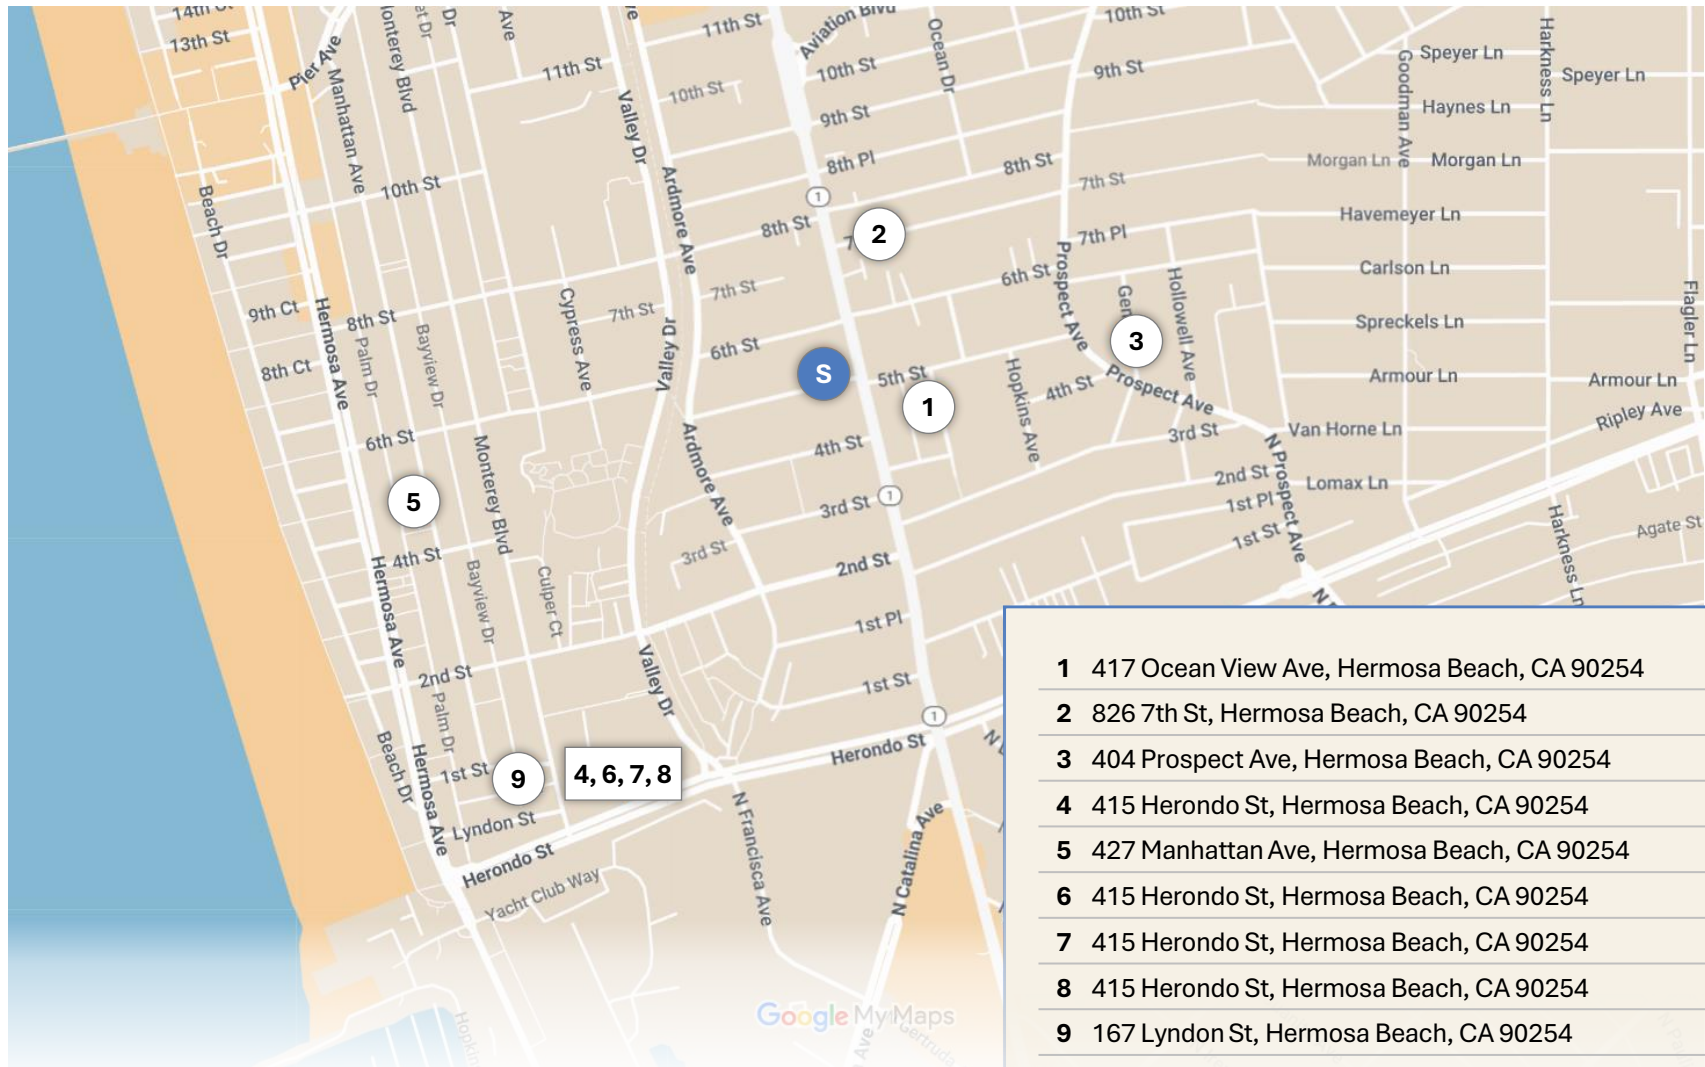 14th Ct
13th St
Pier Ave
Manhattan Ave
Monterey Blvd
Dr
Ave
11th St
11th St
Aviation Blvd
10th St
Ocean Dr
10th St
9th St
Goodman Ave
Speyer Ln
Harkness Ln
Speyer Ln
10th St
Valley Dr
9th St
Haynes Ln
8th Pl
8th St
Morgan Ln
Morgan Ln
Beach Dr
10th St
Ardmore Ave
1
7th St
8th St
2
7th Pl
Havemeyer Ln
Prospect Ave
6th St
Hollowell Ave
Carlson Ln
Flagler Ln
9th Ct
Hermosa Ave
8th St
Cypress Ave
7th St
7th St
Spreckels Ln
Palm Dr
Bayview Dr
8th Ct
Valley Dr
6th St
3
S
5th St
Hopkins Ave
4th St
Prospect Ave
Armour Ln
Armour Ln
1
Ripley Ave
6th St
Monterey Blvd
Ardmore Ave
4th St
3rd St
N Prospect Ave
Van Horne Ln
5
3rd St
1
2nd St
Lomax Ln
1st Pl
1st St
Harkness Ln
Agate St
4th St
Hermosa Ave
Bayview Dr
Culper Ct
3rd St
2nd St
1st Pl
2nd St
Palm Dr
Valley Dr
1st St
1
Beach Dr
Hermosa Ave
1st St
9
4, 6, 7, 8
Herondo St
Lyndon St
Herondo St
Yacht Club Way
N Francisca Ave
N Catalina Ave
Google My Maps
1 417 Ocean View Ave, Hermosa Beach, CA 90254
2 826 7th St, Hermosa Beach, CA 90254
3 404 Prospect Ave, Hermosa Beach, CA 90254
4 415 Herondo St, Hermosa Beach, CA 90254
5 427 Manhattan Ave, Hermosa Beach, CA 90254
6 415 Herondo St, Hermosa Beach, CA 90254
7 415 Herondo St, Hermosa Beach, CA 90254
8 415 Herondo St, Hermosa Beach, CA 90254
9 167 Lyndon St, Hermosa Beach, CA 90254